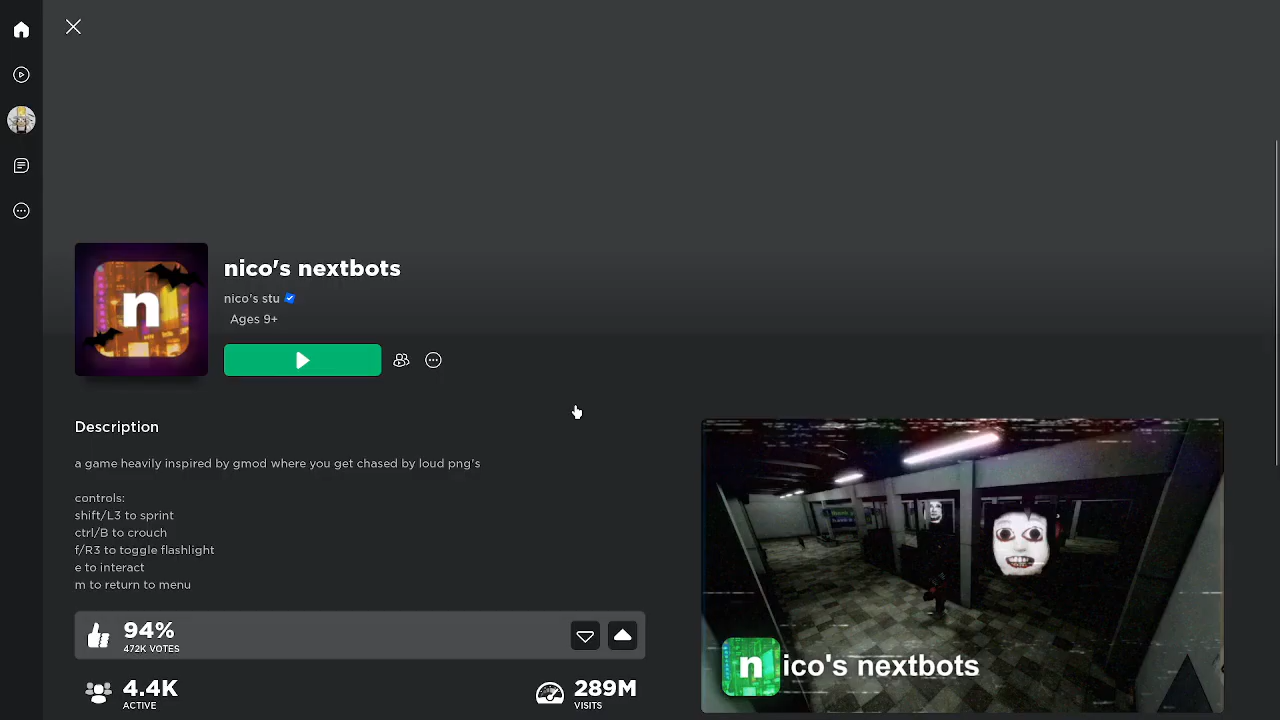 n
nico's nextbots
nico's stu
Ages 9+
Description
a game heavily inspired by gmod where you get chased by loud png's
controls:
shift/L3 to sprint
ctrl/B to crouch
f/R3 to toggle flashlight
e to interact
m to return to menu
94%
472K VOTES
4.4K
ACTIVE
289M
VISITS
nico's nextbots